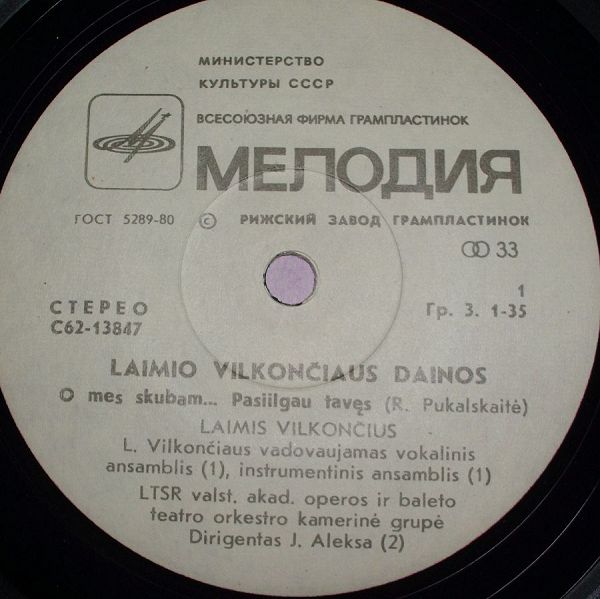 МИНИСТЕРСТВО
КУЛЬТУРЫ СССР
ВСЕСОЮЗНАЯ ФИРМА ГРАМПЛАСТИНОК
МЕЛОДИЯ
ГОСТ 5289-80 © РИЖСКИЙ ЗАВОД ГРАМПЛАСТИНОК
33
1
СТЕРЕО Гр. 3. 1-35
С62-13847
LAIMIO VILKONČIAUS DAINOS
O mes skubam... Pasiilgau tavęs (R. Pukalskaitė)
LAIMIS VILKONČIUS
L. Vilkončiaus vadovaujamas vokalinis
ansamblis (1), instrumentinis ansamblis (1)
LTSR valst. akad. operos ir baleto
teatro orkestro kamerinė grupė
Dirigentas J. Aleksa (2)